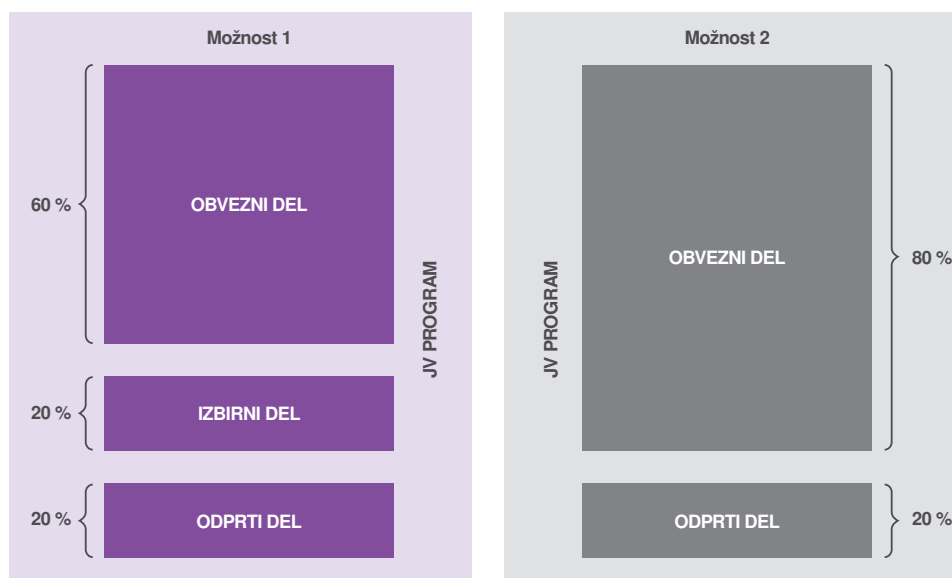 Možnost 1
60 %
OBVEZNI DEL
JV PROGRAM
20 %
IZBIRNI DEL
20 %
ODPRTI DEL
Možnost 2
JV PROGRAM
OBVEZNI DEL
80 %
ODPRTI DEL
20 %